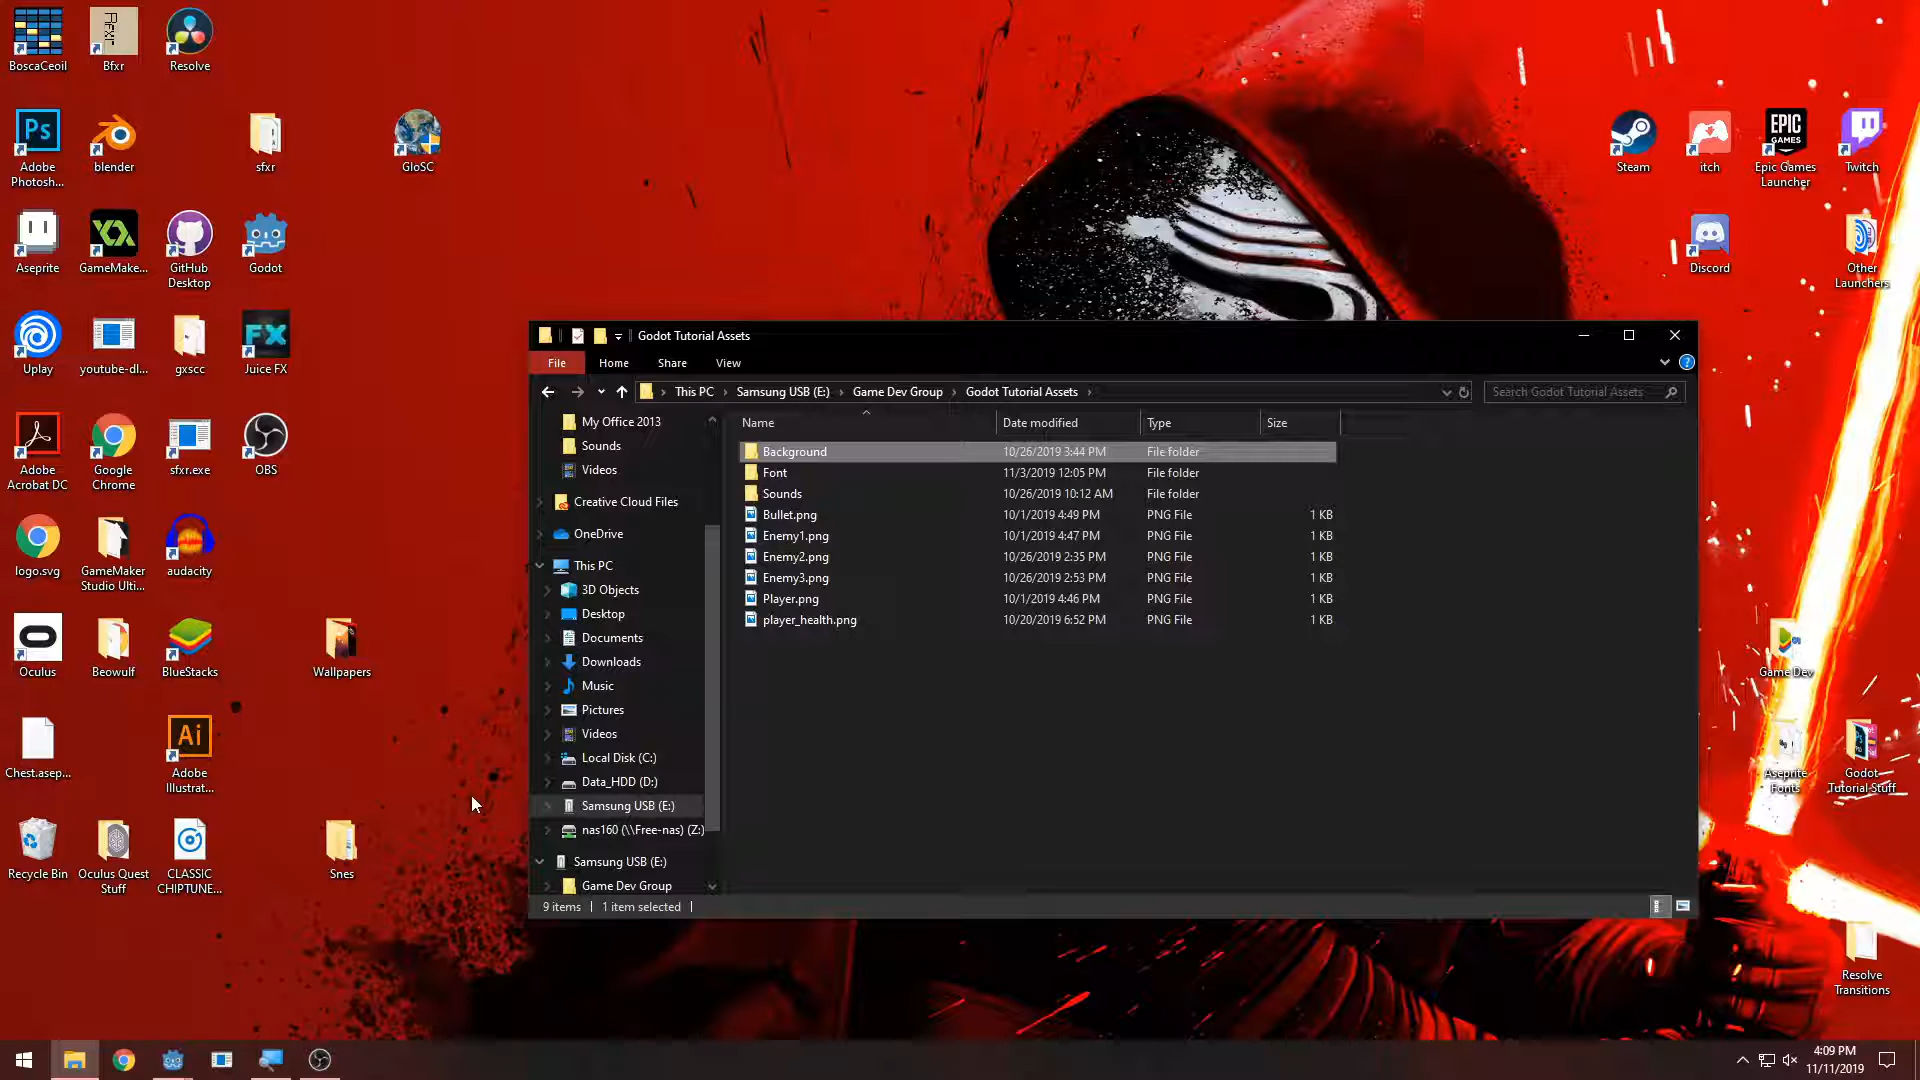 BoscaCeoil
Bfxr
Resolve
Adobe
Photosh...
blender
sfxr
GloSC
Steam
itch
EPIC
GAMES
Epic Games
Launcher
Twitch
Aseprite
GameMake...
GitHub
Desktop
Godot
Discord
Other
Launchers
Uplay
youtube-dl...
gxscc
FX
Juice FX
Adobe
Acrobat DC
Google
Chrome
sfxr.exe
OBS
logo.svg
GameMaker
Studio Ulti...
audacity
Oculus
Beowulf
BlueStacks
Wallpapers
Chest.asep...
Ai
Adobe
Illustrat...
Recycle Bin
Oculus Quest
Stuff
CLASSIC
CHIPTUNE...
Snes
Ps
Game Dev
Aseprite
Fonts
Godot
Tutorial Stuff
Resolve
Transitions
Godot Tutorial Assets
File Home Share View
This PC > Samsung USB (E:) > Game Dev Group > Godot Tutorial Assets >
Search Godot Tutorial Assets
My Office 2013
Sounds
Videos
Creative Cloud Files
OneDrive
This PC
3D Objects
Desktop
Documents
Downloads
Music
Pictures
Videos
Local Disk (C:)
Data_HDD (D:)
Samsung USB (E:)
nas160 (\\Free-nas) (Z:)
Samsung USB (E:)
Game Dev Group
Name Date modified Type Size
Background 10/26/2019 3:44 PM File folder
Font 11/3/2019 12:05 PM File folder
Sounds 10/26/2019 10:12 AM File folder
Bullet.png 10/1/2019 4:49 PM PNG File 1 KB
Enemy1.png 10/1/2019 4:47 PM PNG File 1 KB
Enemy2.png 10/26/2019 2:35 PM PNG File 1 KB
Enemy3.png 10/26/2019 2:53 PM PNG File 1 KB
Player.png 10/1/2019 4:46 PM PNG File 1 KB
player_health.png 10/20/2019 6:52 PM PNG File 1 KB
9 items | 1 item selected |
4:09 PM
11/11/2019